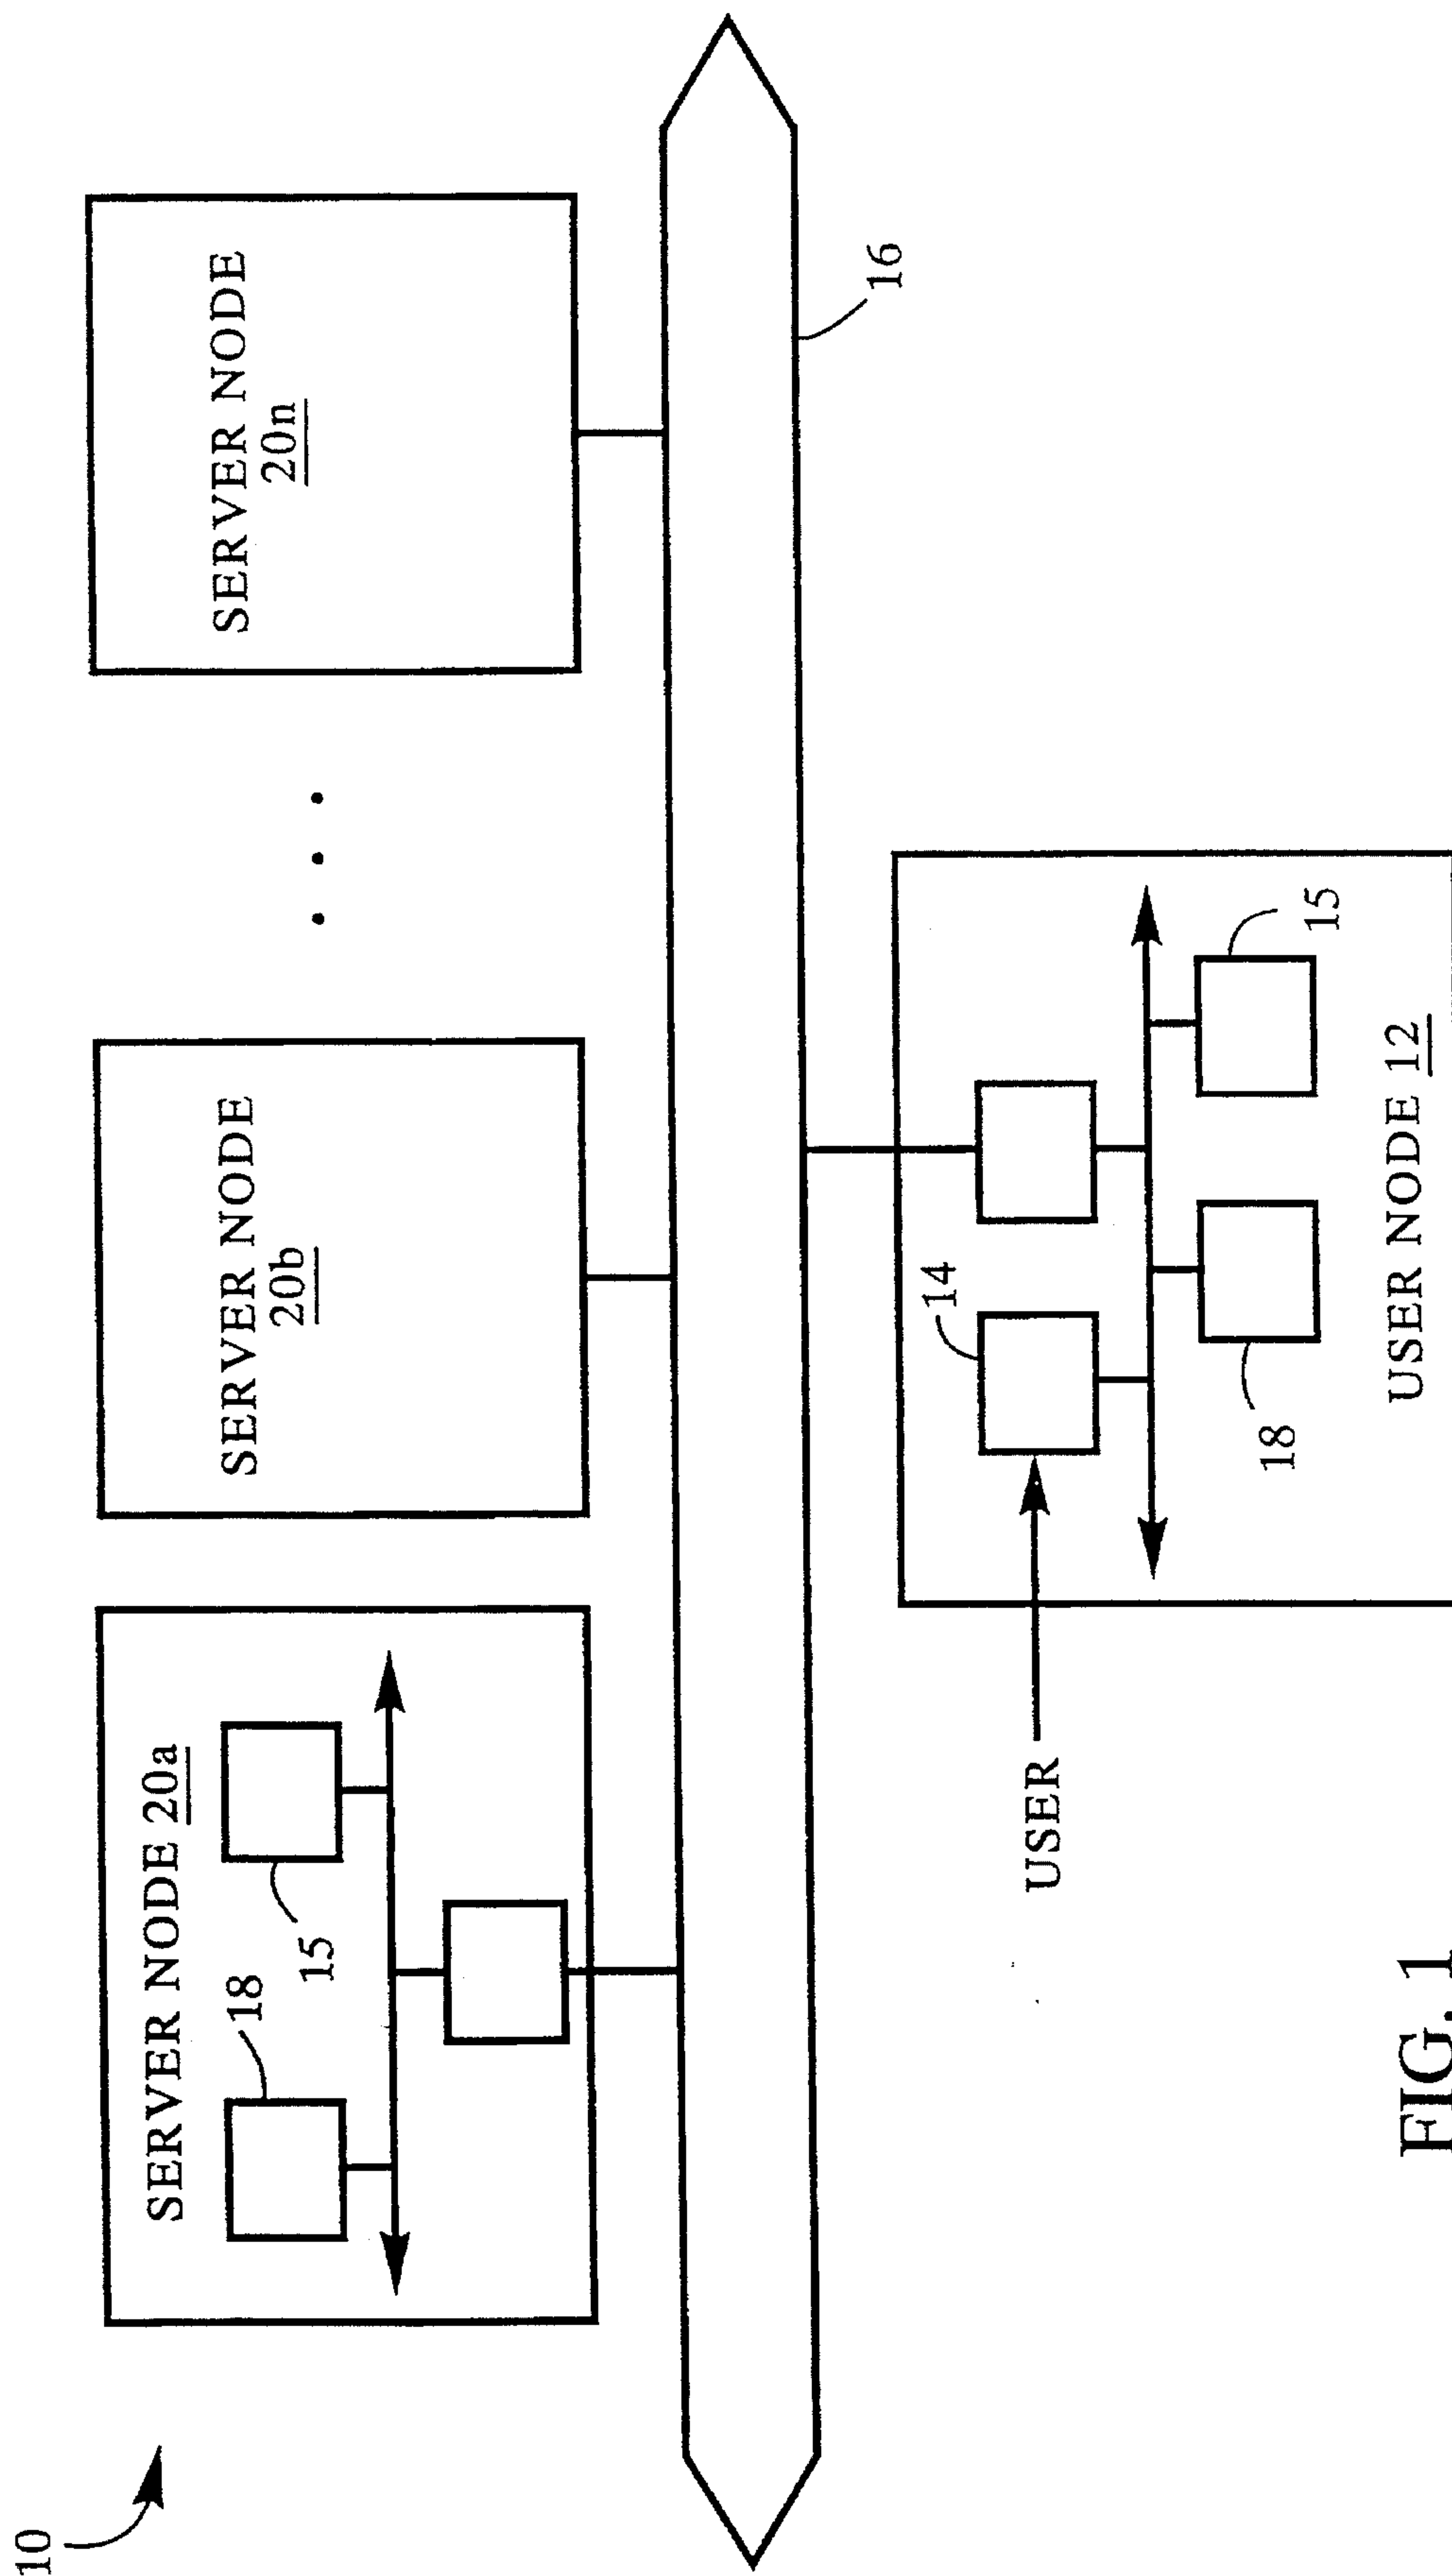 10
SERVER NODE 20a
18
15
SERVER NODE
20b
SERVER NODE
20n
16
USER
14
18
15
USER NODE 12
FIG. 1